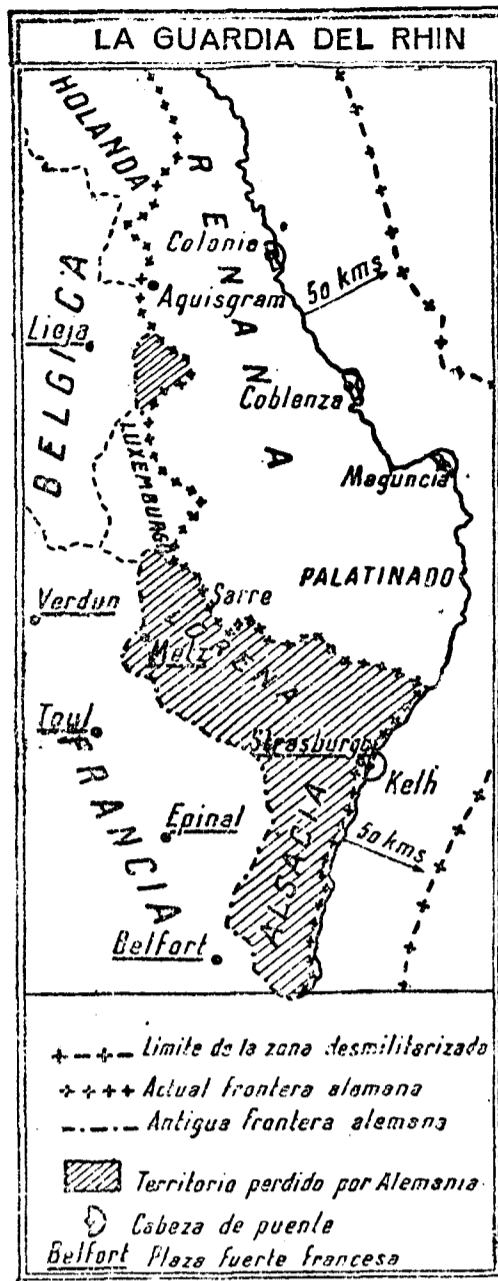 LA GUARDIA DEL RHIN
HOLANDA
RENANA
Colonia
50 kms
Aquisgram
BELGICA
Lieja
Coblenza
LUXEMBURG
Maguncia
PALATINADO
Verdun
Sarre
LORENA
Metz
Toul
Strasburgo
FRANCIA
Kelh
Epinal
ALSACIA
50 kms
Belfort
Limite de la zona desmilitarizada
Actual frontera alemana
Antigua frontera alemana
Territorio perdido por Alemania
Cabeza de puente
Belfort Plaza fuerte francesa